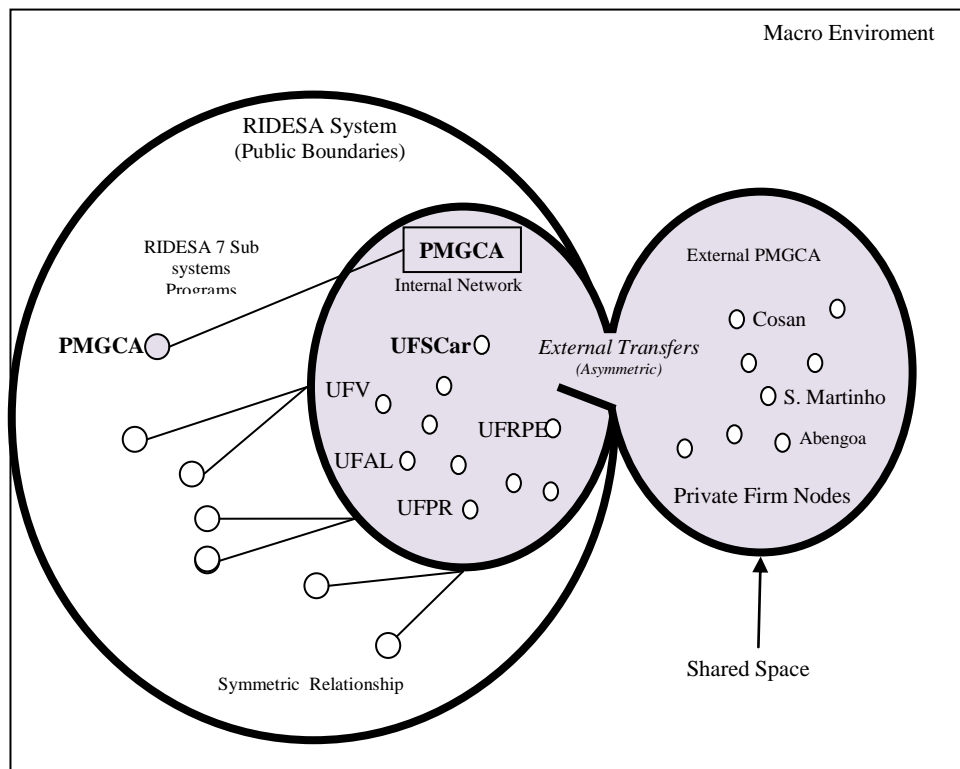 Macro Enviroment
RIDESA System
(Public Boundaries)
RIDESA 7 Sub
systems
Programs
PMGCA
PMGCA
Internal Network
UFSCar
UFV
UFRPE
UFAL
UFPR
External Transfers
(Asymmetric)
External PMGCA
Cosan
S. Martinho
Abengoa
Private Firm Nodes
Shared Space
Symmetric Relationship